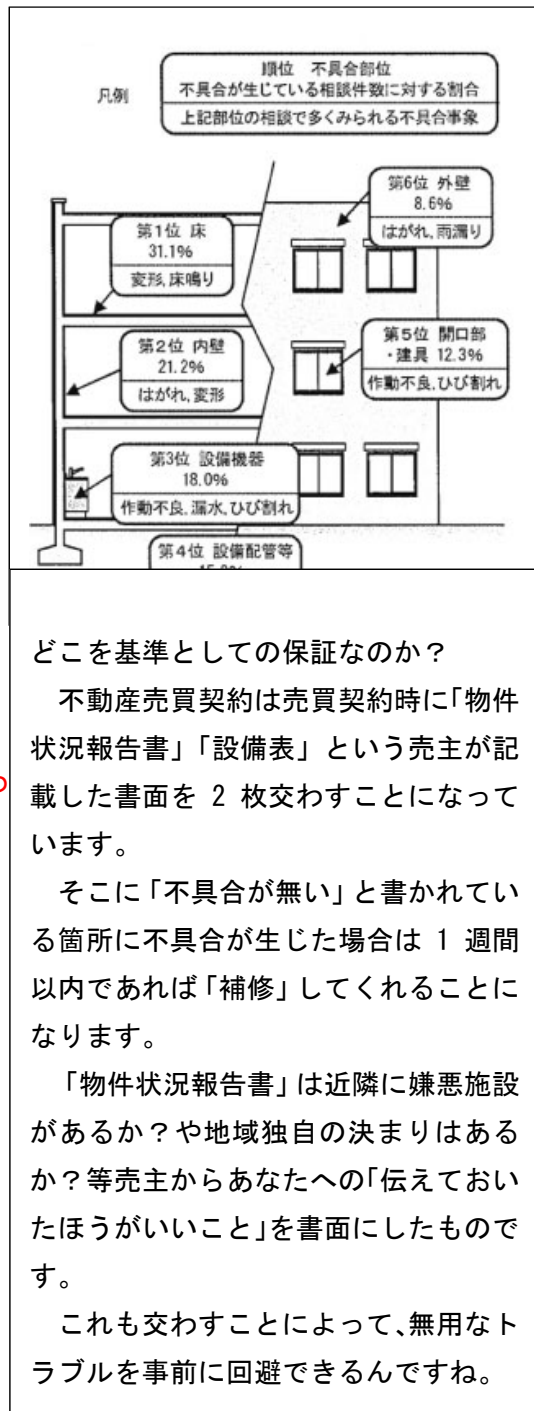 凡例
順位 不具合部位
不具合が生じている相談件数に対する割合
上記部位の相談で多くみられる不具合事象
第6位 外壁
8.6%
はがれ,雨漏り
第1位 床
31.1%
変形,床鳴り
第5位 開口部
・建具 12.3%
作動不良,ひび割れ
第2位 内壁
21.2%
はがれ,変形
第3位 設備機器
18.0%
作動不良,漏水,ひび割れ
第4位 設備配管等
どこを基準としての保証なのか?
不動産売買契約は売買契約時に「物件
状況報告書」「設備表」という売主が記
載した書面を 2 枚交わすことになって
います。
そこに「不具合が無い」と書かれてい
る箇所に不具合が生じた場合は 1 週間
以内であれば「補修」してくれることに
なります。
「物件状況報告書」は近隣に嫌悪施設
があるか?や地域独自の決まりはある
か?等売主からあなたへの「伝えておい
たほうがいいこと」を書面にしたもので
す。
これも交わすことによって、無用なト
ラブルを事前に回避できるんですね。